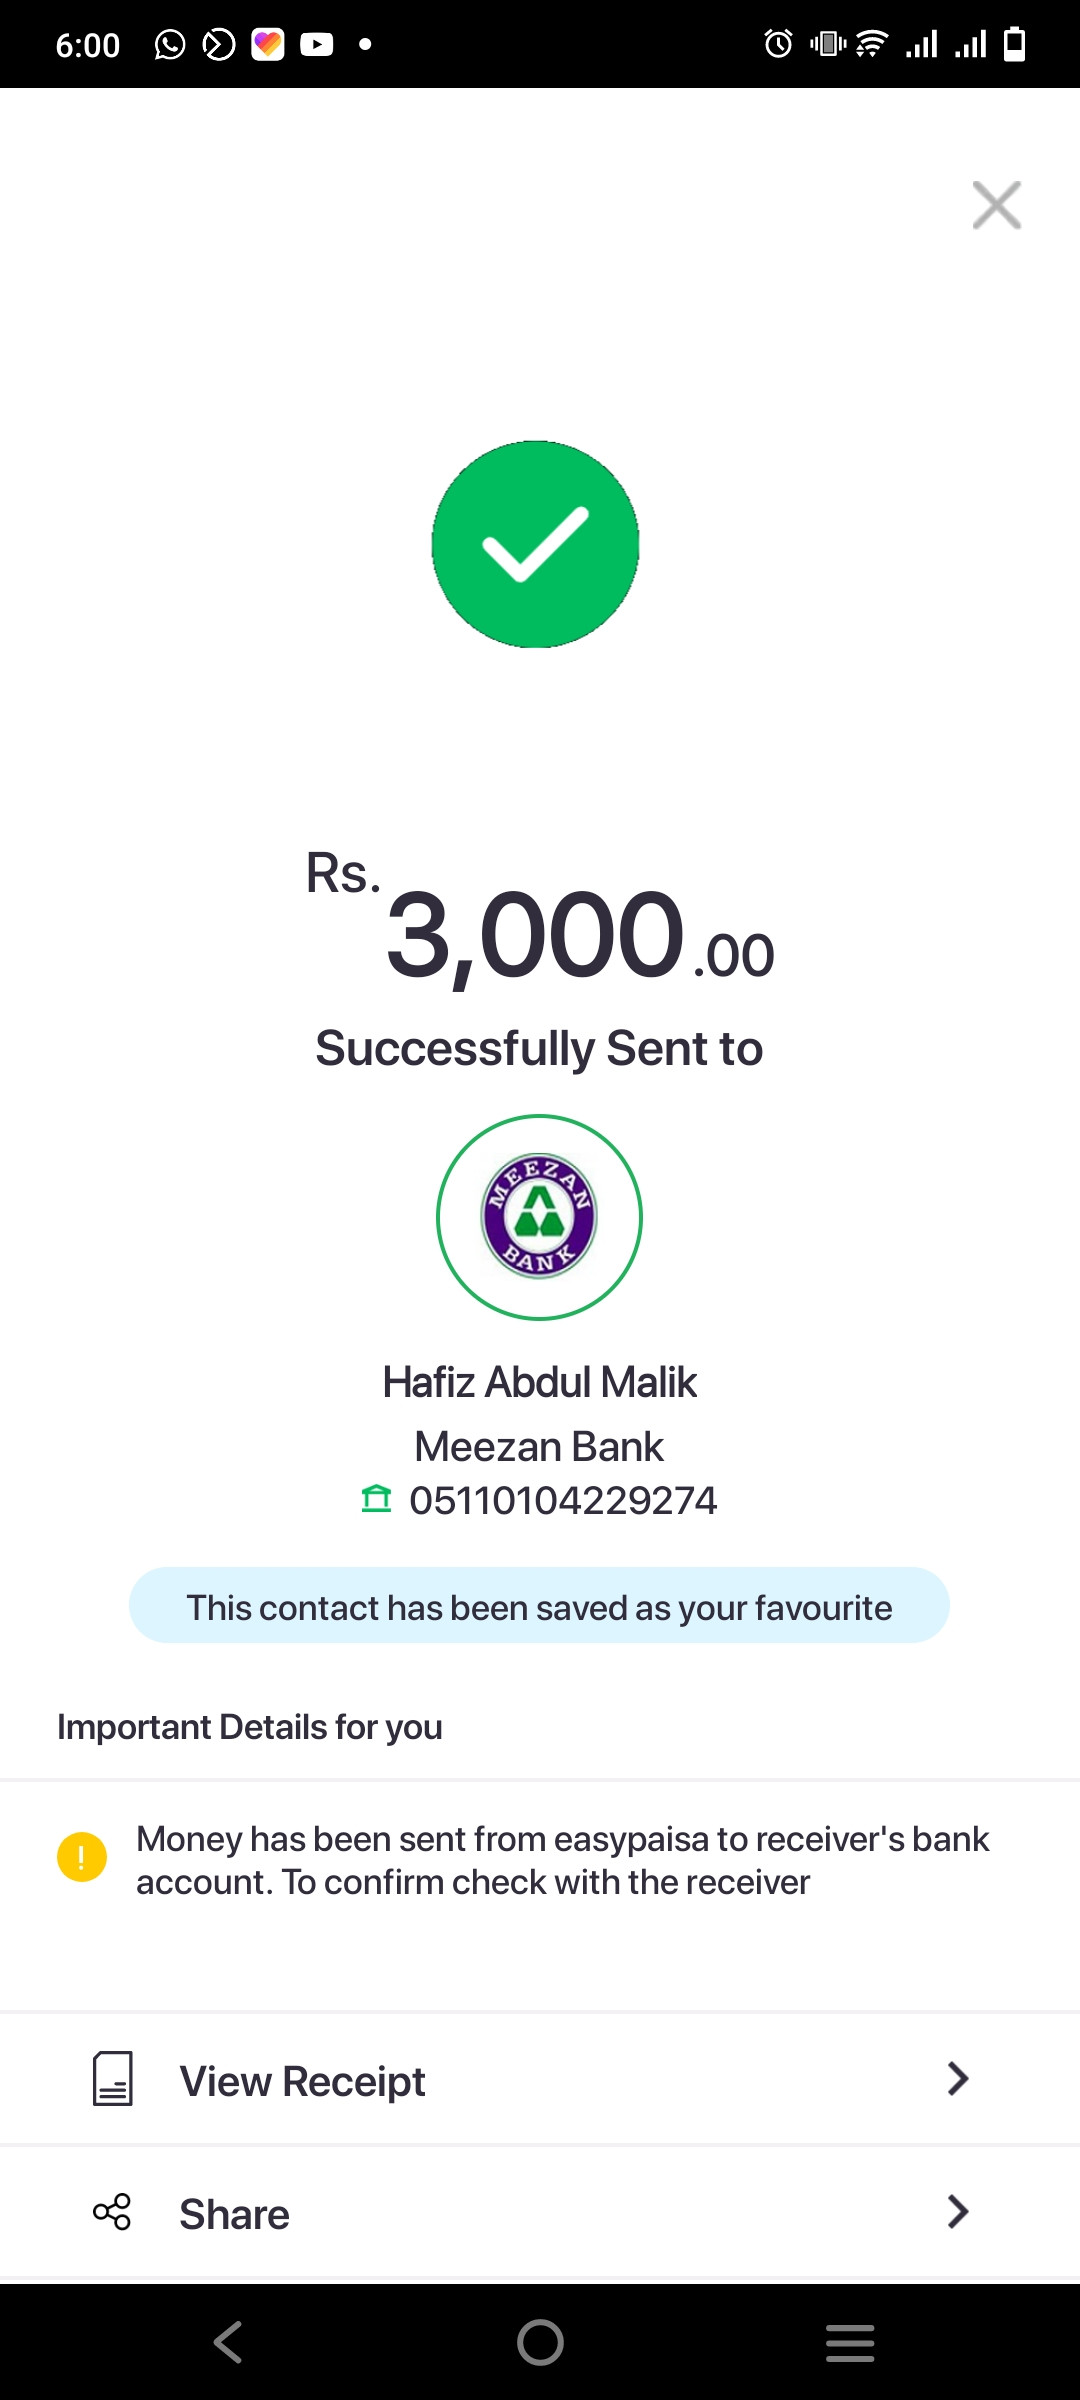 6:00
Rs. 3,000.00
Successfully Sent to
MEEZAN
BANK
Hafiz Abdul Malik
Meezan Bank
05110104229274
This contact has been saved as your favourite
Important Details for you
! Money has been sent from easypaisa to receiver's bank
account. To confirm check with the receiver
View Receipt
Share